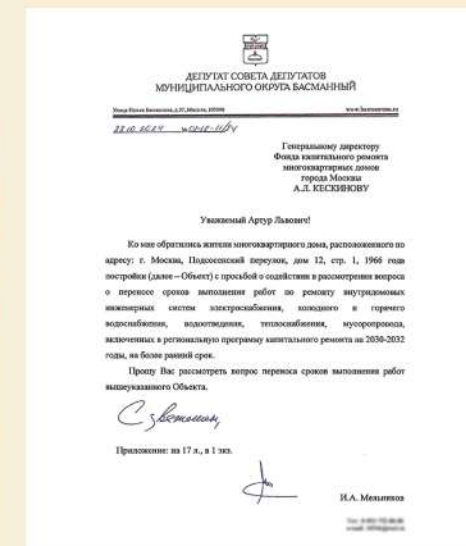 ДЕПУТАТ СОВЕТА ДЕПУТАТОВ
МУНИЦИПАЛЬНОГО ОКРУГА БАСМАННЫЙ
Генеральному директору
Фонда капитального ремонта
многоквартирных домов
города Москвы
А.Л. КЕСКИНОВУ
Уважаемый Артур Львович!
Ко мне обратились жители многоквартирного дома, расположенного по
адресу: г. Москва, Подсосенский переулок, дом 12, стр. 1, 1966 года
постройки (далее – Объект) с просьбой о содействии в рассмотрении вопроса
о переносе сроков выполнения работ по ремонту внутридомовых
инженерных систем электроснабжения, холодного и горячего
водоснабжения, водоотведения, теплоснабжения, мусоропровода,
включенных в региональную программу капитального ремонта на 2030-2032
годы, на более ранний срок.
Прошу Вас рассмотреть вопрос переноса сроков выполнения работ
вышеуказанного Объекта.
С уважением,
Приложение: на 17 л., в 1 экз.
И.А. Мельников